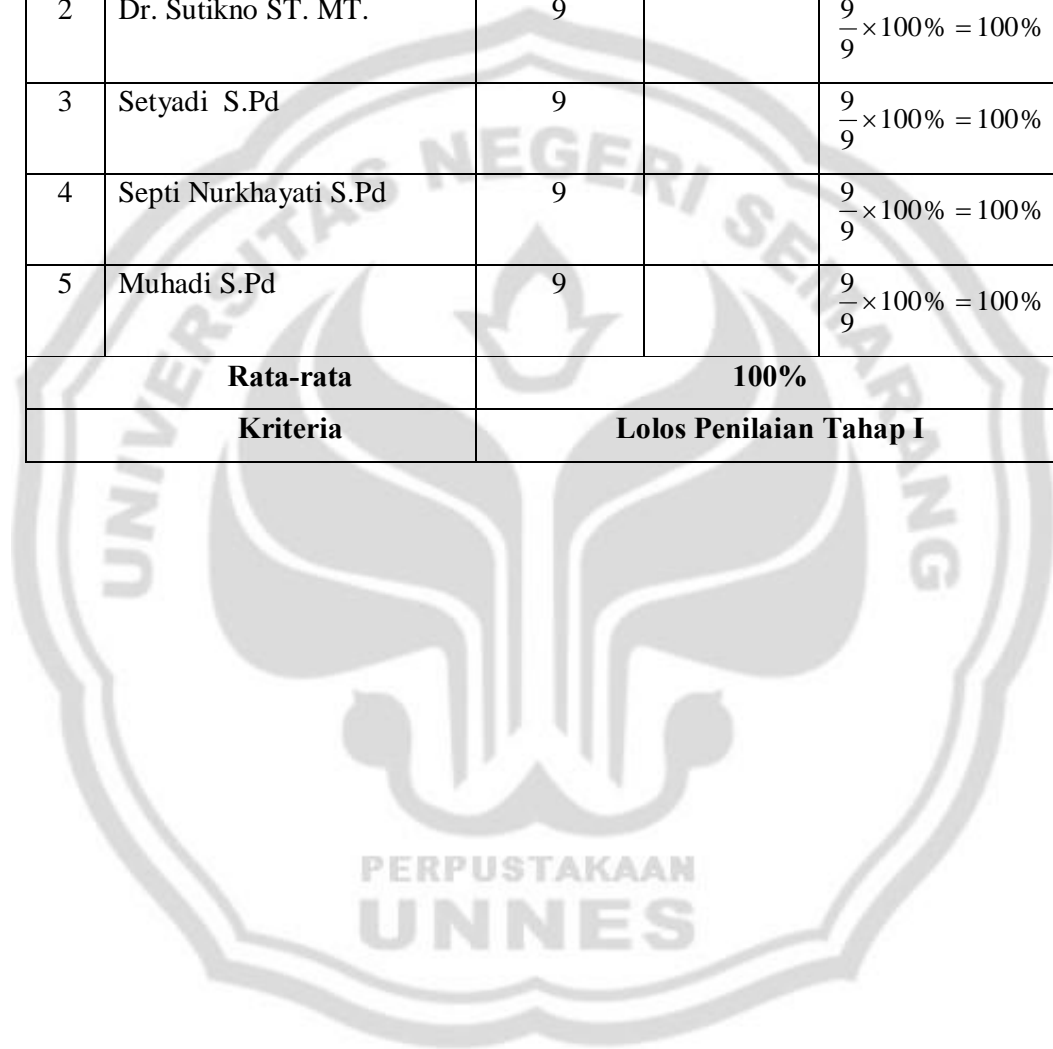 2 Dr. Sutikno ST. MT. 9 9/9 ×100% = 100%
3 Setyadi S.Pd 9 9/9 ×100% = 100%
4 Septi Nurkhayati S.Pd 9 9/9 ×100% = 100%
5 Muhadi S.Pd 9 9/9 ×100% = 100%
Rata-rata 100%
Kriteria Lolos Penilaian Tahap I
UNIVERSITAS NEGERI SEMARANG
PERPUSTAKAAN
UNNES